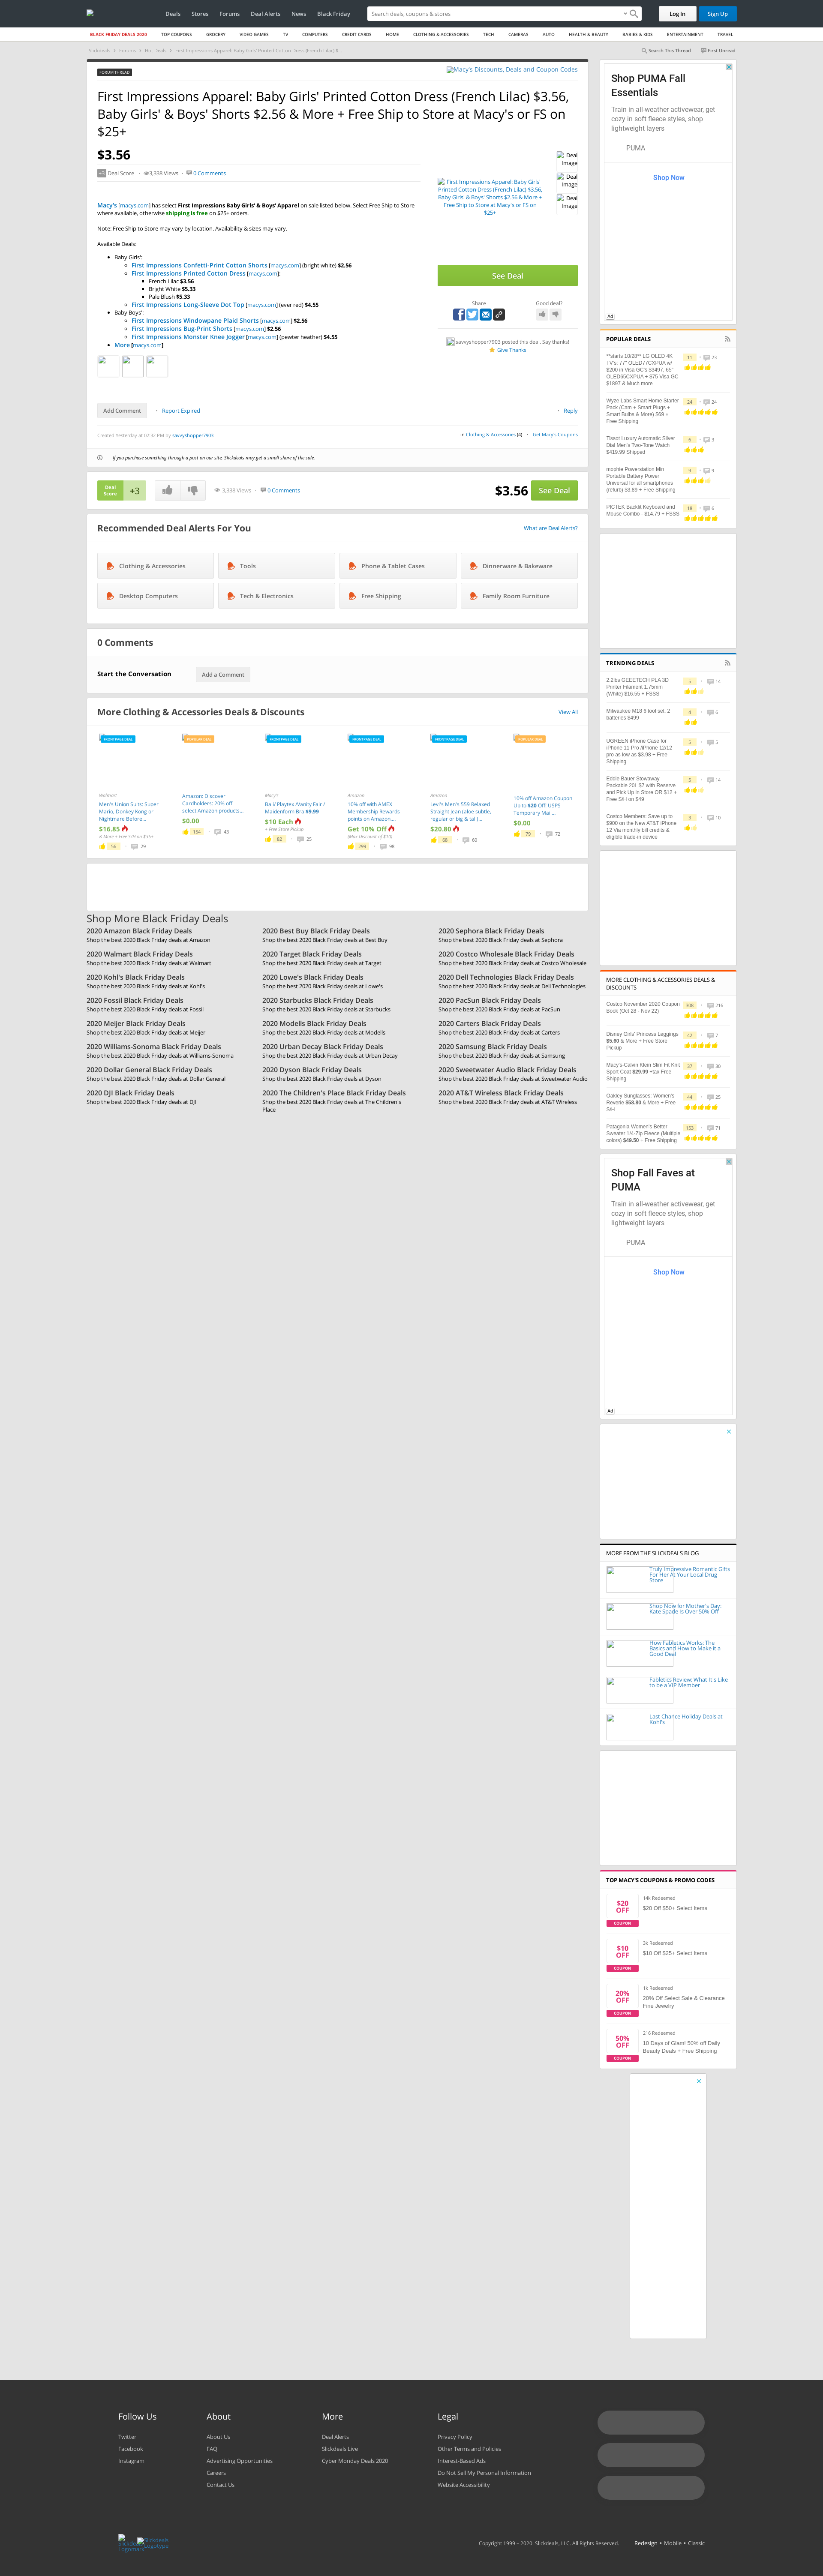 Deals Stores Forums Deal Alerts News Black Friday
Search deals, coupons & stores
Log In
Sign Up
BLACK FRIDAY DEALS 2020 TOP COUPONS GROCERY VIDEO GAMES TV COMPUTERS CREDIT CARDS HOME CLOTHING & ACCESSORIES TECH CAMERAS AUTO HEALTH & BEAUTY BABIES & KIDS ENTERTAINMENT TRAVEL
Slickdeals > Forums > Hot Deals > First Impressions Apparel: Baby Girls' Printed Cotton Dress (French Lilac) $...
Search This Thread
First Unread
FORUM THREAD
Macy's Discounts, Deals and Coupon Codes
First Impressions Apparel: Baby Girls' Printed Cotton Dress (French Lilac) $3.56,
Baby Girls' & Boys' Shorts $2.56 & More + Free Ship to Store at Macy's or FS on
$25+
$3.56
+3 Deal Score
3,338 Views
0 Comments
Macy's [macys.com] has select First Impressions Baby Girls' & Boys' Apparel on sale listed below. Select Free Ship to Store
where available, otherwise shipping is free on $25+ orders.
Note: Free Ship to Store may vary by location. Availability & sizes may vary.
Available Deals:
Baby Girls':
First Impressions Confetti-Print Cotton Shorts [macys.com] (bright white) $2.56
First Impressions Printed Cotton Dress [macys.com]:
French Lilac $3.56
Bright White $5.33
Pale Blush $5.33
First Impressions Long-Sleeve Dot Top [macys.com] (ever red) $4.55
Baby Boys':
First Impressions Windowpane Plaid Shorts [macys.com] $2.56
First Impressions Bug-Print Shorts [macys.com] $2.56
First Impressions Monster Knee Jogger [macys.com] (pewter heather) $4.55
More [macys.com]
Add Comment
Report Expired
Reply
Created Yesterday at 02:32 PM by savvyshopper7903
in Clothing & Accessories (4)
Get Macy's Coupons
If you purchase something through a post on our site, Slickdeals may get a small share of the sale.
First Impressions Apparel: Baby Girls'
Printed Cotton Dress (French Lilac) $3.56,
Baby Girls' & Boys' Shorts $2.56 & More +
Free Ship to Store at Macy's or FS on
$25+
Deal
Image
Deal
Image
Deal
Image
See Deal
Share
Good deal?
savvyshopper7903 posted this deal. Say thanks!
Give Thanks
Deal
Score
+3
3,338 Views
0 Comments
$3.56
See Deal
Recommended Deal Alerts For You
What are Deal Alerts?
Clothing & Accessories
Tools
Phone & Tablet Cases
Dinnerware & Bakeware
Desktop Computers
Tech & Electronics
Free Shipping
Family Room Furniture
0 Comments
Start the Conversation
Add a Comment
More Clothing & Accessories Deals & Discounts
View All
FRONTPAGE DEAL
Walmart
Men's Union Suits: Super
Mario, Donkey Kong or
Nightmare Before...
$16.85
& More + Free S/H on $35+
56
29
POPULAR DEAL
Amazon: Discover
Cardholders: 20% off
select Amazon products...
$0.00
154
43
FRONTPAGE DEAL
Macy's
Bali/ Playtex /Vanity Fair /
Maidenform Bra $9.99
$10 Each
+ Free Store Pickup
82
25
FRONTPAGE DEAL
Amazon
10% off with AMEX
Membership Rewards
points on Amazon....
Get 10% Off
(Max Discount of $10)
299
98
FRONTPAGE DEAL
Amazon
Levi's Men's 559 Relaxed
Straight Jean (aloe subtle,
regular or big & tall)...
$20.80
68
60
POPULAR DEAL
10% off Amazon Coupon
Up to $20 Off! USPS
Temporary Mail...
$0.00
79
72
Shop More Black Friday Deals
2020 Amazon Black Friday Deals
Shop the best 2020 Black Friday deals at Amazon
2020 Best Buy Black Friday Deals
Shop the best 2020 Black Friday deals at Best Buy
2020 Sephora Black Friday Deals
Shop the best 2020 Black Friday deals at Sephora
2020 Walmart Black Friday Deals
Shop the best 2020 Black Friday deals at Walmart
2020 Target Black Friday Deals
Shop the best 2020 Black Friday deals at Target
2020 Costco Wholesale Black Friday Deals
Shop the best 2020 Black Friday deals at Costco Wholesale
2020 Kohl's Black Friday Deals
Shop the best 2020 Black Friday deals at Kohl's
2020 Lowe's Black Friday Deals
Shop the best 2020 Black Friday deals at Lowe's
2020 Dell Technologies Black Friday Deals
Shop the best 2020 Black Friday deals at Dell Technologies
2020 Fossil Black Friday Deals
Shop the best 2020 Black Friday deals at Fossil
2020 Starbucks Black Friday Deals
Shop the best 2020 Black Friday deals at Starbucks
2020 PacSun Black Friday Deals
Shop the best 2020 Black Friday deals at PacSun
2020 Meijer Black Friday Deals
Shop the best 2020 Black Friday deals at Meijer
2020 Modells Black Friday Deals
Shop the best 2020 Black Friday deals at Modells
2020 Carters Black Friday Deals
Shop the best 2020 Black Friday deals at Carters
2020 Williams-Sonoma Black Friday Deals
Shop the best 2020 Black Friday deals at Williams-Sonoma
2020 Urban Decay Black Friday Deals
Shop the best 2020 Black Friday deals at Urban Decay
2020 Samsung Black Friday Deals
Shop the best 2020 Black Friday deals at Samsung
2020 Dollar General Black Friday Deals
Shop the best 2020 Black Friday deals at Dollar General
2020 Dyson Black Friday Deals
Shop the best 2020 Black Friday deals at Dyson
2020 Sweetwater Audio Black Friday Deals
Shop the best 2020 Black Friday deals at Sweetwater Audio
2020 DJI Black Friday Deals
Shop the best 2020 Black Friday deals at DJI
2020 The Children's Place Black Friday Deals
Shop the best 2020 Black Friday deals at The Children's
Place
2020 AT&T Wireless Black Friday Deals
Shop the best 2020 Black Friday deals at AT&T Wireless
Shop PUMA Fall
Essentials
Train in all-weather activewear, get
cozy in soft fleece styles, shop
lightweight layers
PUMA
Shop Now
Ad
POPULAR DEALS
**starts 10/28** LG OLED 4K
TV's: 77" OLED77CXPUA w/
$200 in Visa GC's $3497, 65"
OLED65CXPUA + $75 Visa GC
$1897 & Much more
11
23
Wyze Labs Smart Home Starter
Pack (Cam + Smart Plugs +
Smart Bulbs & More) $69 +
Free Shipping
24
24
Tissot Luxury Automatic Silver
Dial Men's Two-Tone Watch
$419.99 Shipped
6
3
mophie Powerstation Min
Portable Battery Power
Universal for all smartphones
(refurb) $3.89 + Free Shipping
9
9
PICTEK Backlit Keyboard and
Mouse Combo - $14.79 + FSSS
18
6
TRENDING DEALS
2.2lbs GEEETECH PLA 3D
Printer Filament 1.75mm
(White) $16.55 + FSSS
5
14
Milwaukee M18 6 tool set, 2
batteries $499
4
6
UGREEN iPhone Case for
iPhone 11 Pro /iPhone 12/12
pro as low as $3.98 + Free
Shipping
5
5
Eddie Bauer Stowaway
Packable 20L $7 with Reserve
and Pick Up in Store OR $12 +
Free S/H on $49
5
14
Costco Members: Save up to
$900 on the New AT&T iPhone
12 Via monthly bill credits &
eligible trade-in device
3
10
MORE CLOTHING & ACCESSORIES DEALS &
DISCOUNTS
Costco November 2020 Coupon
Book (Oct 28 - Nov 22)
308
216
Disney Girls' Princess Leggings
$5.60 & More + Free Store
Pickup
42
7
Macy's-Calvin Klein Slim Fit Knit
Sport Coat $29.99 +tax Free
Shipping
37
30
Oakley Sunglasses: Women's
Reverie $56.80 & More + Free
S/H
44
25
Patagonia Women's Better
Sweater 1/4-Zip Fleece (Multiple
colors) $49.50 + Free Shipping
153
71
Shop Fall Faves at
PUMA
Train in all-weather activewear, get
cozy in soft fleece styles, shop
lightweight layers
PUMA
Shop Now
Ad
MORE FROM THE SLICKDEALS BLOG
Truly Impressive Romantic Gifts
For Her At Your Local Drug
Store
Shop Now for Mother's Day:
Kate Spade Is Over 50% Off
How Fabletics Works: The
Basics and How to Make it a
Good Deal
Fabletics Review: What It's Like
to be a VIP Member
Last Chance Holiday Deals at
Kohl's
TOP MACY'S COUPONS & PROMO CODES
$20
OFF
COUPON
14k Redeemed
$20 Off $50+ Select Items
$10
OFF
COUPON
3k Redeemed
$10 Off $25+ Select Items
20%
OFF
COUPON
1k Redeemed
20% Off Select Sale & Clearance
Fine Jewelry
50%
OFF
COUPON
216 Redeemed
10 Days of Glam! 50% off Daily
Beauty Deals + Free Shipping
Follow Us
Twitter
Facebook
Instagram
About
About Us
FAQ
Advertising Opportunities
Careers
Contact Us
More
Deal Alerts
Slickdeals Live
Cyber Monday Deals 2020
Legal
Privacy Policy
Other Terms and Policies
Interest-Based Ads
Do Not Sell My Personal Information
Website Accessibility
Slickdeals
Logomark
Slickdeals
Logotype
Copyright 1999 - 2020. Slickdeals, LLC. All Rights Reserved.
Redesign • Mobile • Classic